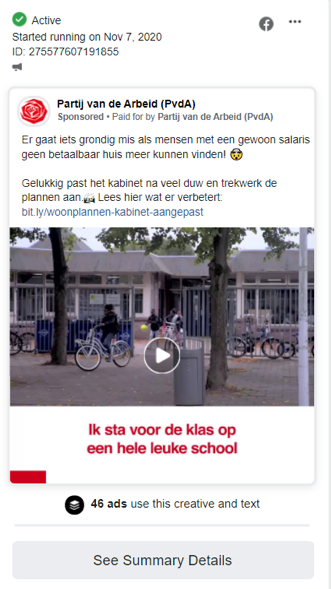 Active
Started running on Nov 7, 2020
ID: 275577607191855
Partij van de Arbeid (PvdA)
Sponsored • Paid for by Partij van de Arbeid (PvdA)
Er gaat iets grondig mis als mensen met een gewoon salaris
geen betaalbaar huis meer kunnen vinden! 🤯
Gelukkig past het kabinet na veel duw en trekwerk de
plannen aan. Lees hier wat er verbetert:
bit.ly/woonplannen-kabinet-aangepast
Ik sta voor de klas op
een hele leuke school
46 ads use this creative and text
See Summary Details